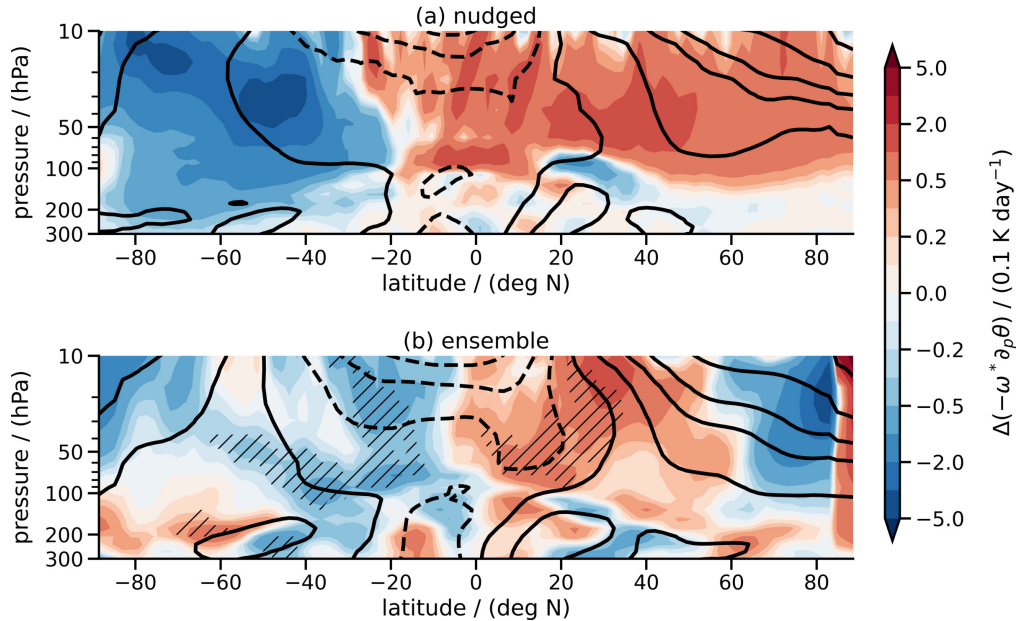 (a) nudged
10
50
100
200
300
pressure / (hPa)
−80 −60 −40 −20 0 20 40 60 80
latitude / (deg N)
(b) ensemble
10
50
100
200
300
pressure / (hPa)
−80 −60 −40 −20 0 20 40 60 80
latitude / (deg N)
5.0
2.0
0.5
0.2
0.0
−0.2
−0.5
−2.0
−5.0
Δ(−ω* ∂pθ) / (0.1 K day⁻¹)